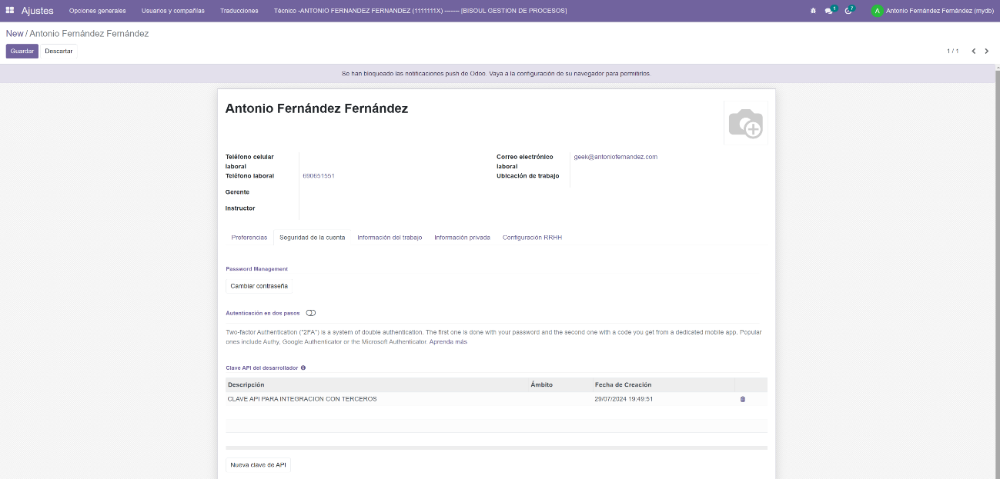 Ajustes Opciones generales Usuarios y compañías Traducciones Técnico -ANTONIO FERNANDEZ FERNANDEZ (1111111X) ------- [BISOUL GESTION DE PROCESOS] 1 7 A Antonio Fernández Fernández (mydb)
New / Antonio Fernández Fernández
Guardar Descartar 1 / 1
Se han bloqueado las notificaciones push de Odoo. Vaya a la configuración de su navegador para permitirlos.
Antonio Fernández Fernández
Teléfono celular laboral
Teléfono laboral 690651551
Gerente
Instructor
Correo electrónico laboral geek@antoniofernandez.com
Ubicación de trabajo
Preferencias Seguridad de la cuenta Información del trabajo Información privada Configuración RRHH
Password Management
Cambiar contraseña
Autenticación en dos pasos
Two-factor Authentication ("2FA") is a system of double authentication. The first one is done with your password and the second one with a code you get from a dedicated mobile app. Popular
ones include Authy, Google Authenticator or the Microsoft Authenticator. Aprenda más
Clave API del desarrollador
Descripción Ámbito Fecha de Creación
CLAVE API PARA INTEGRACION CON TERCEROS 29/07/2024 19:49:51
Nueva clave de API